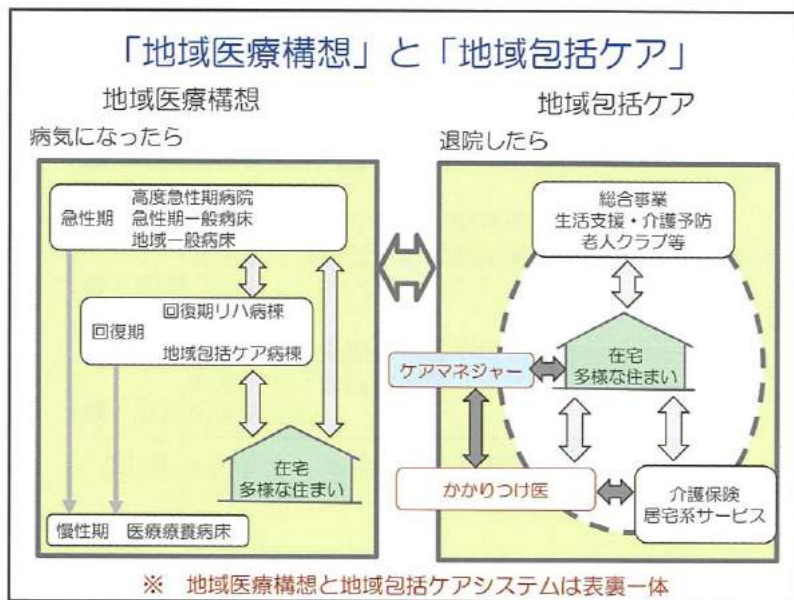 「地域医療構想」と「地域包括ケア」
地域医療構想
病気になったら
急性期
高度急性期病院
急性期一般病床
地域一般病床
回復期
回復期リハ病棟
地域包括ケア病棟
在宅
多様な住まい
慢性期 医療療養病床
地域包括ケア
退院したら
総合事業
生活支援・介護予防
老人クラブ等
在宅
多様な住まい
ケアマネジャー
かかりつけ医
介護保険
居宅系サービス
※ 地域医療構想と地域包括ケアシステムは表裏一体